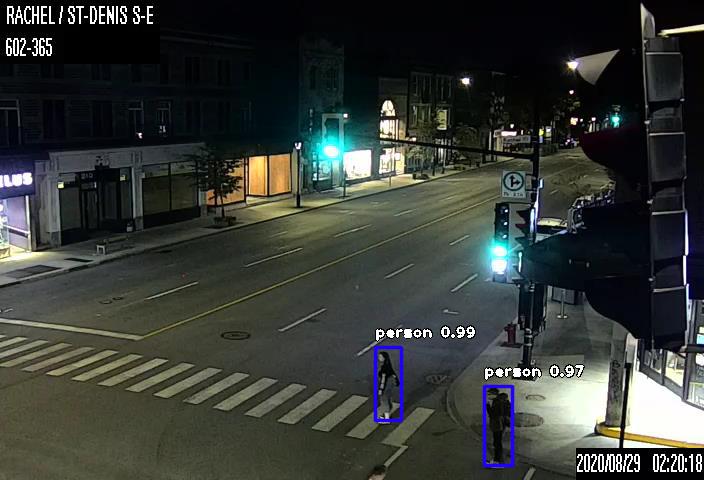 RACHEL / ST-DENIS S-E
602-365
person 0.99
person 0.97
2020/08/29 02:20:18